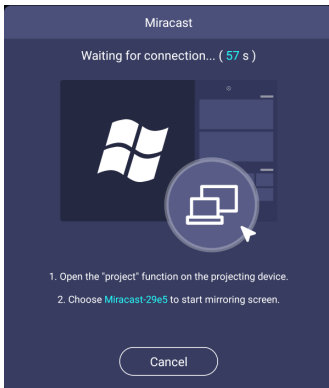 Miracast
Waiting for connection... ( 57 s )
1. Open the "project" function on the projecting device.
2. Choose Miracast-29e5 to start mirroring screen.
Cancel